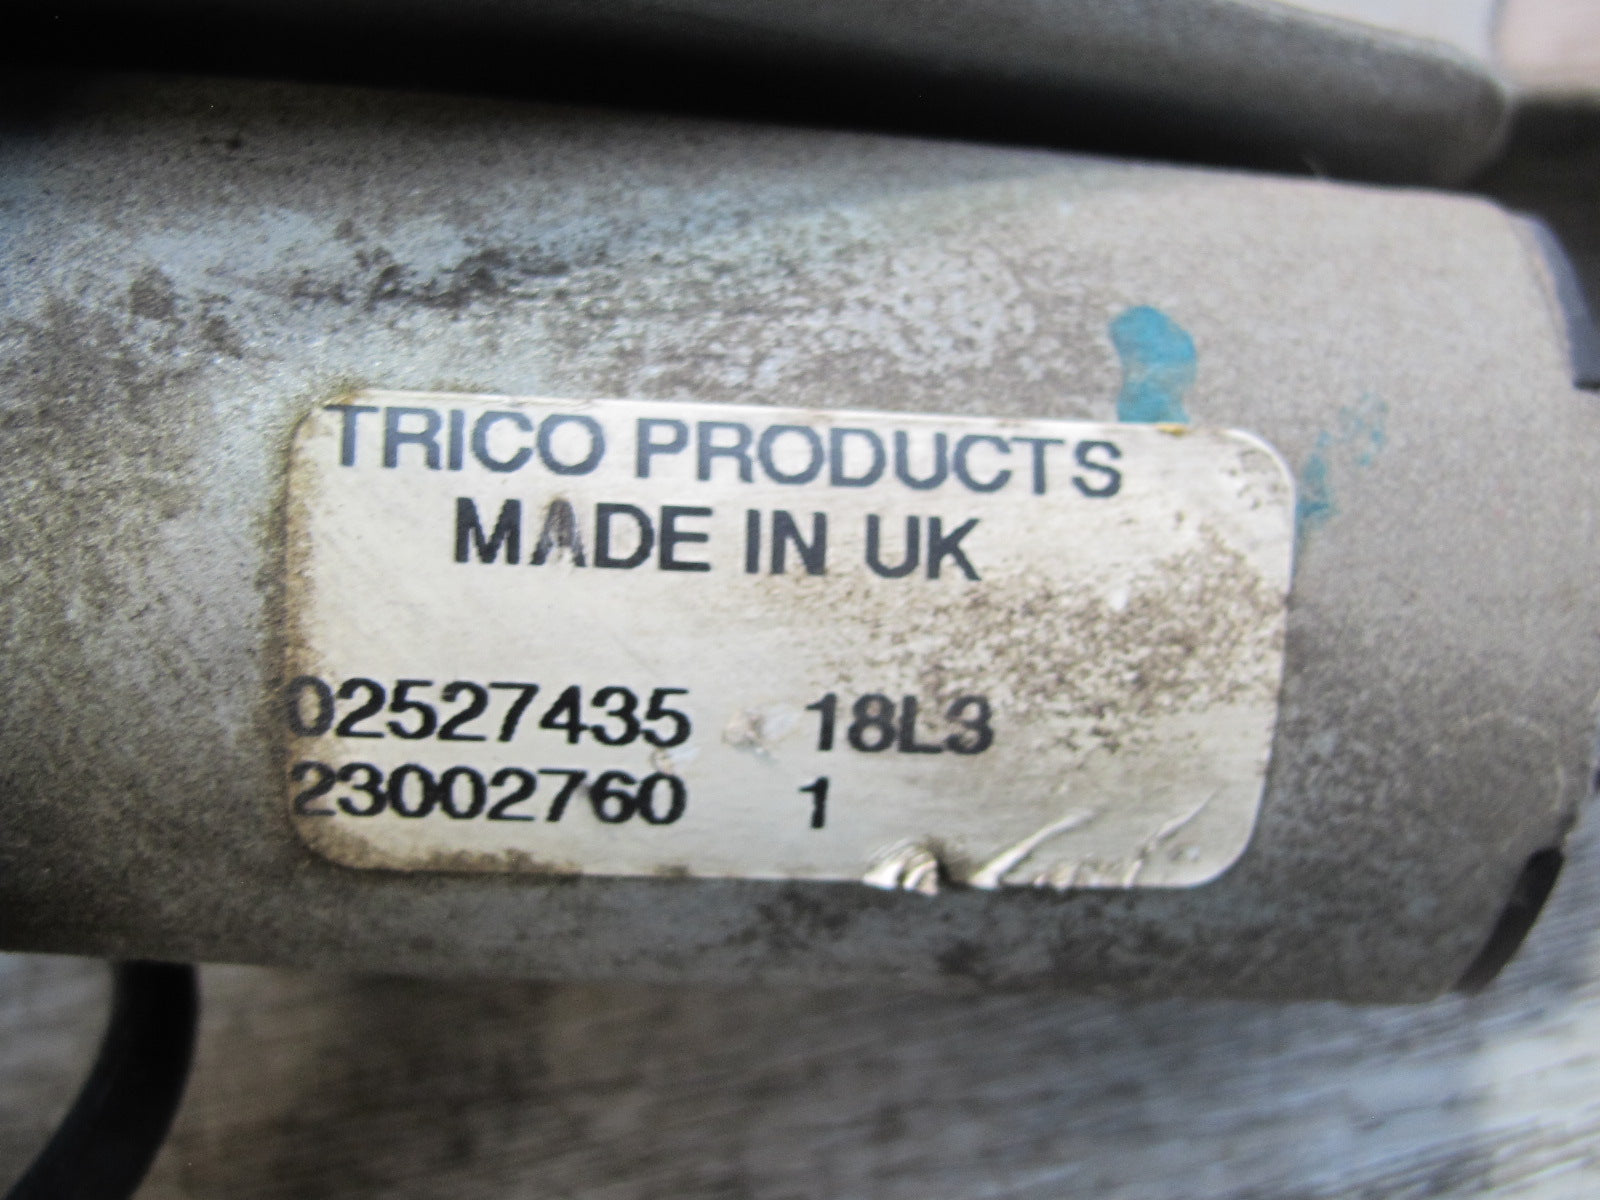 TRICO PRODUCTS
MADE IN UK
02527435 18L3
23002760 1